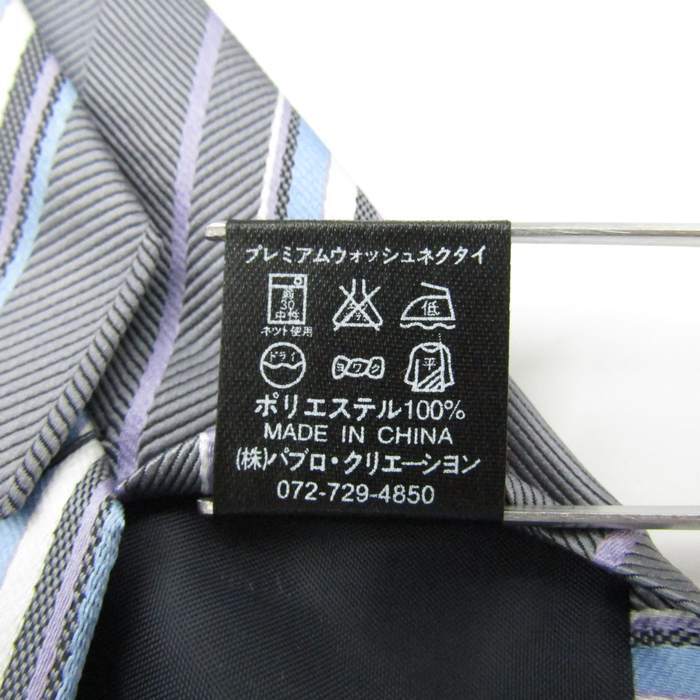 プレミアムウォッシュネクタイ
弱
30
中性
ネット使用
低
ドライ
ヨワク
平
ポリエステル100%
MADE IN CHINA
(株)パブロ・クリエーション
072-729-4850